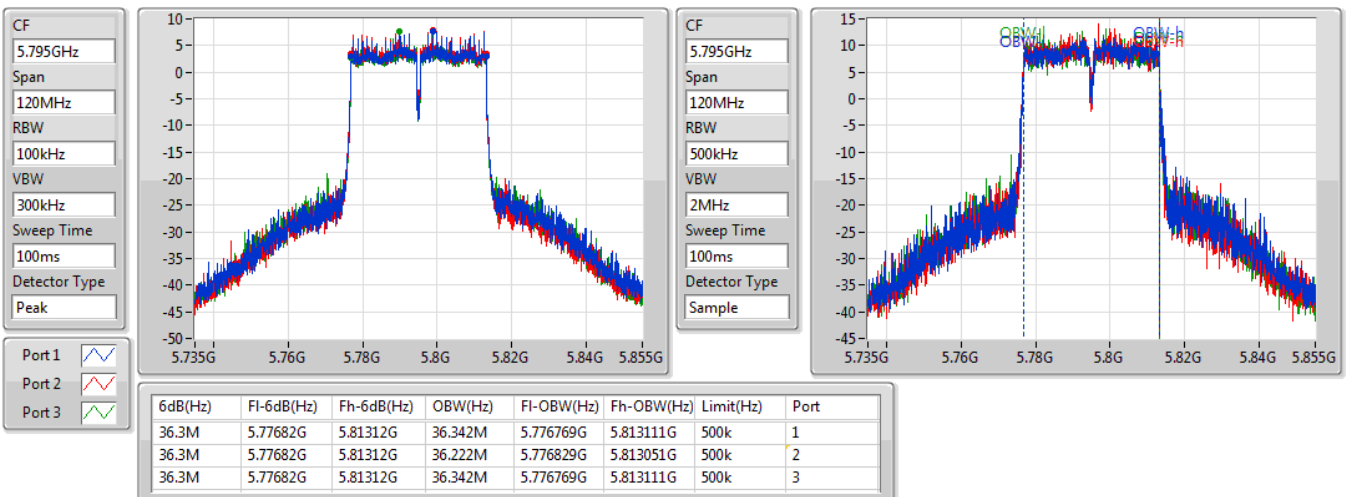 CF
5.795GHz
Span
120MHz
RBW
100kHz
VBW
300kHz
Sweep Time
100ms
Detector Type
Peak
10
5
0
-5
-10
-15
-20
-25
-30
-35
-40
-45
-50
5.735G 5.76G 5.78G 5.8G 5.82G 5.84G 5.855G
CF
5.795GHz
Span
120MHz
RBW
500kHz
VBW
2MHz
Sweep Time
100ms
Detector Type
Sample
15
10
5
0
-5
-10
-15
-20
-25
-30
-35
-40
-45
OBW-h
5.735G 5.76G 5.78G 5.8G 5.82G 5.84G 5.855G
Port 1
Port 2
Port 3
6dB(Hz) Fl-6dB(Hz) Fh-6dB(Hz) OBW(Hz) Fl-OBW(Hz) Fh-OBW(Hz) Limit(Hz) Port
36.3M 5.77682G 5.81312G 36.342M 5.776769G 5.813111G 500k 1
36.3M 5.77682G 5.81312G 36.222M 5.776829G 5.813051G 500k 2
36.3M 5.77682G 5.81312G 36.342M 5.776769G 5.813111G 500k 3